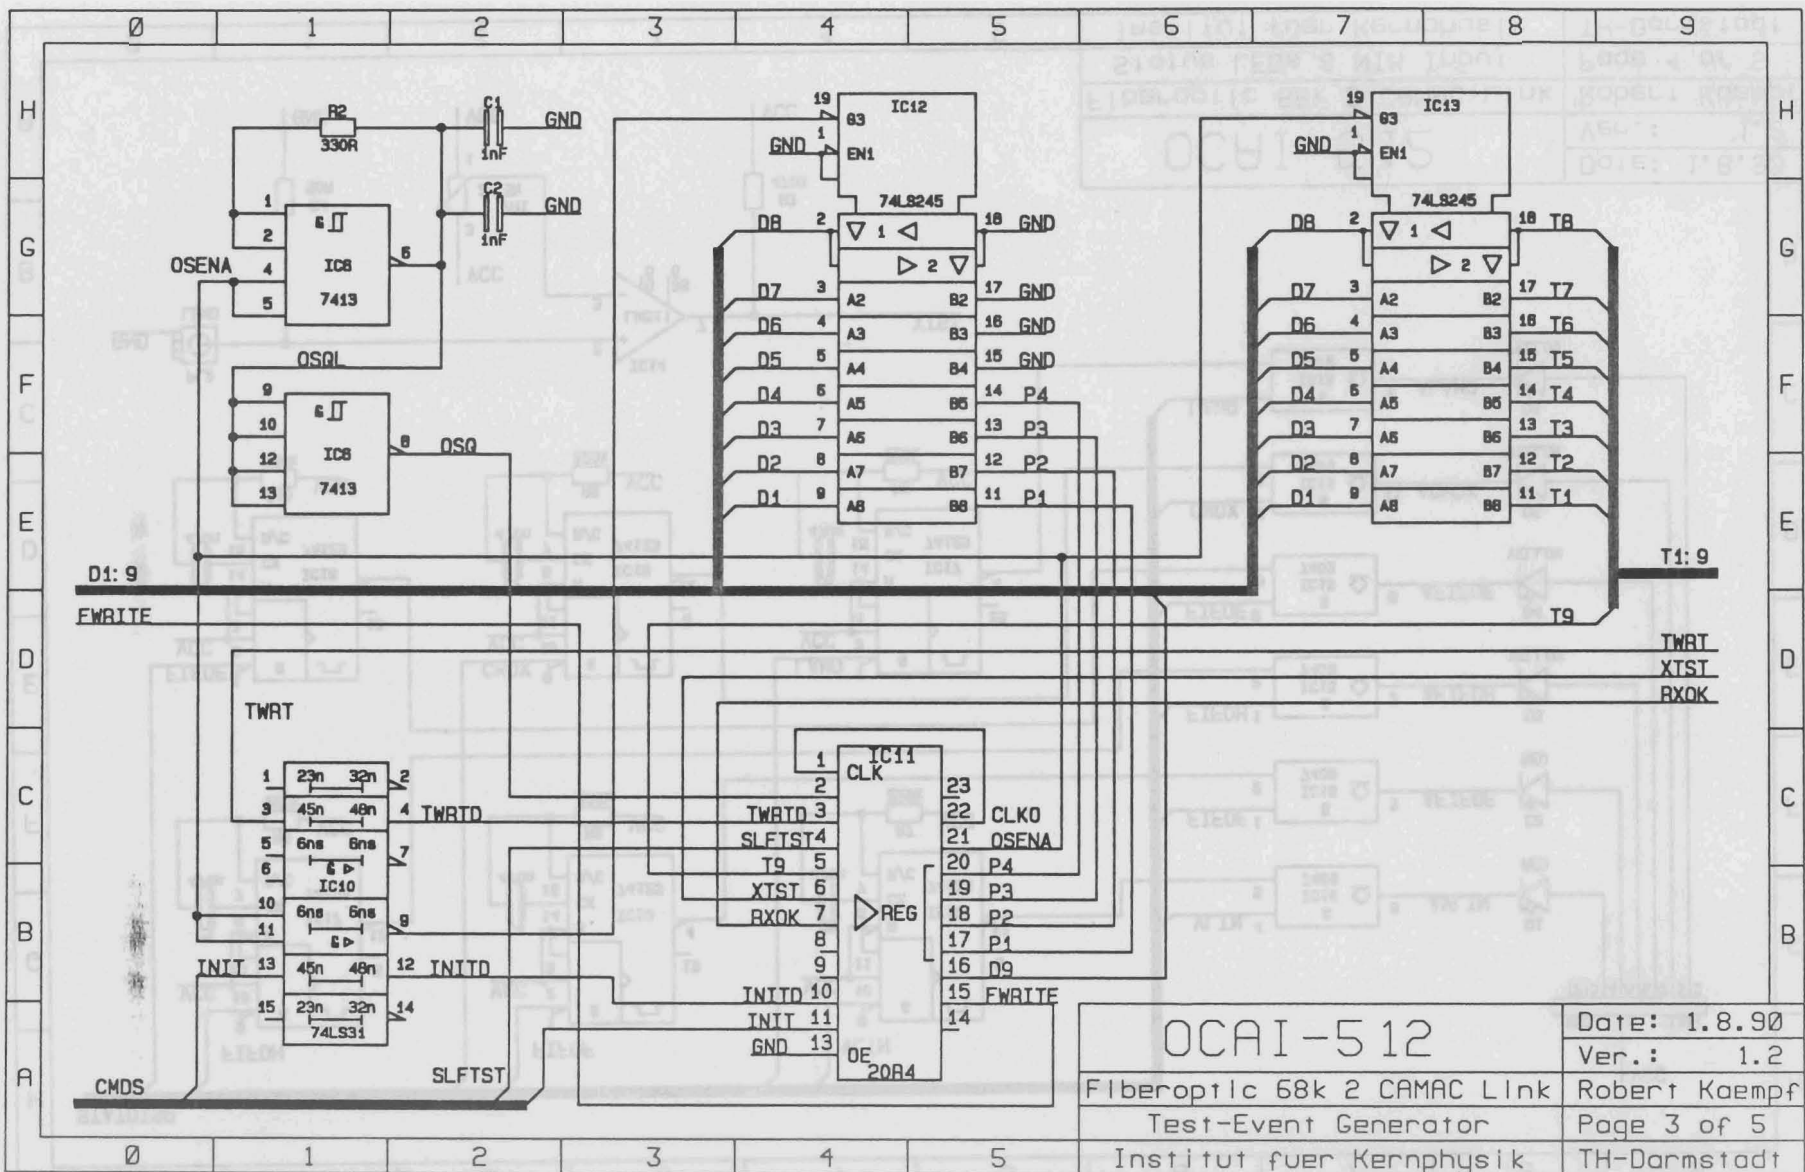 0 1 2 3 4 5 6 7 8 9
H H
G G
F F
E E
D D
C C
B B
A
R2
330R
C1
GND
1nF
C2
GND
1nF
1
2
OSENA
4
5
IC6
7413
6
OSQL
9
10
12
13
IC6
7413
8
OSQ
19
IC12
G3
1
GND
EN1
74LS245
D8 2 1 18 GND
2
D7 3 A2 B2 17 GND
D6 4 A3 B3 16 GND
D5 5 A4 B4 15 GND
D4 6 A5 B5 14 P4
D3 7 A6 B6 13 P3
D2 8 A7 B7 12 P2
D1 9 A8 B8 11 P1
19
IC13
G3
1
GND
EN1
74LS245
D8 2 1 18 T8
2
D7 3 A2 B2 17 T7
D6 4 A3 B3 16 T6
D5 5 A4 B4 15 T5
D4 6 A5 B5 14 T4
D3 7 A6 B6 13 T3
D2 8 A7 B7 12 T2
D1 9 A8 B8 11 T1
D1:9
T1:9
FWRITE
T9
TWRT
XTST
RXOK
TWRT
1 23n 32n 2
3 45n 48n 4 TWRTD
5 6ns 6ns 7
6 &
IC10
10 6ns 6ns 9
11 &
INIT 13 45n 48n 12 INITD
15 23n 32n 14
74LS31
CMDS
SLFTST
IC11
1 CLK
2 23
TWRTD 3 22 CLKO
SLFTST 4 21 OSENA
T9 5 20 P4
XTST 6 19 P3
RXOK 7 REG 18 P2
8 17 P1
9 16 D9
INITD 10 15 FWRITE
INIT 11 14
GND 13 OE
20R4
OCAI-512
Date: 1.8.90
Ver.: 1.2
Fiberoptic 68k 2 CAMAC Link
Robert Kaempf
Test-Event Generator
Page 3 of 5
Institut fuer Kernphysik
TH-Darmstadt
0 1 2 3 4 5